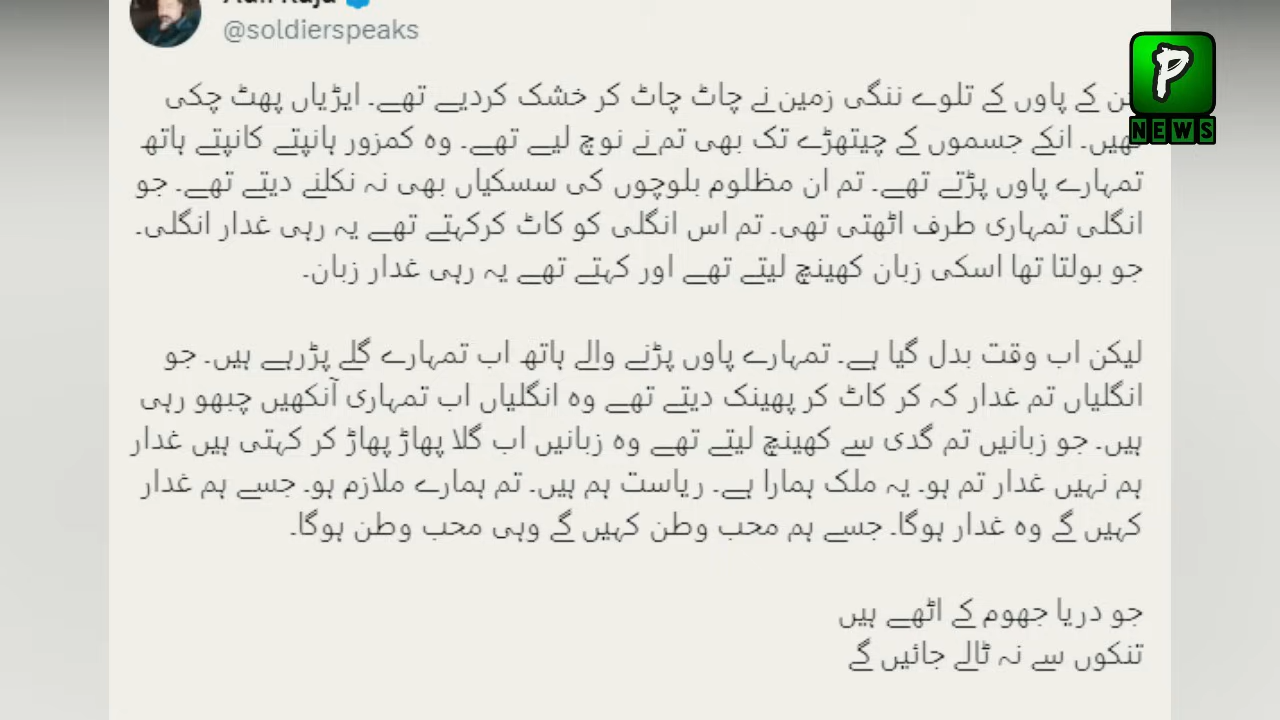 @soldierspeaks
کے پاوں کے تلوے ننگی زمین نے چاٹ چاٹ کر خشک کردیے تھے۔ ایڑیاں پھٹ چکی
تھیں۔ انکے جسموں کے چیتھڑے تک بھی تم نے نوچ لیے تھے۔ وہ کمزور ہانپتے کانپتے ہاتھ
تمہارے پاوں پڑتے تھے۔ تم ان مظلوم بلوچوں کی سسکیاں بھی نہ نکلنے دیتے تھے۔ جو
انگلی تمہاری طرف اٹھتی تھی۔ تم اس انگلی کو کاٹ کرکہتے تھے یہ رہی غدار انگلی۔
جو بولتا تھا اسکی زبان کھینچ لیتے تھے اور کہتے تھے یہ رہی غدار زبان۔
لیکن اب وقت بدل گیا ہے۔ تمہارے پاوں پڑنے والے ہاتھ اب تمہارے گلے پڑرہے ہیں۔ جو
انگلیاں تم غدار کہ کر کاٹ کر پھینک دیتے تھے وہ انگلیاں اب تمہاری آنکھیں چبھو رہی
ہیں۔ جو زبانیں تم گدی سے کھینچ لیتے تھے وہ زبانیں اب گلا پھاڑ پھاڑ کر کہتی ہیں غدار
ہم نہیں غدار تم ہو۔ یہ ملک ہمارا ہے۔ ریاست ہم ہیں۔ تم ہمارے ملازم ہو۔ جسے ہم غدار
کہیں گے وہ غدار ہوگا۔ جسے ہم محب وطن کہیں گے وہی محب وطن ہوگا۔
جو دریا جھوم کے اٹھے ہیں
تنکوں سے نہ ٹالے جائیں گے
P
NEWS